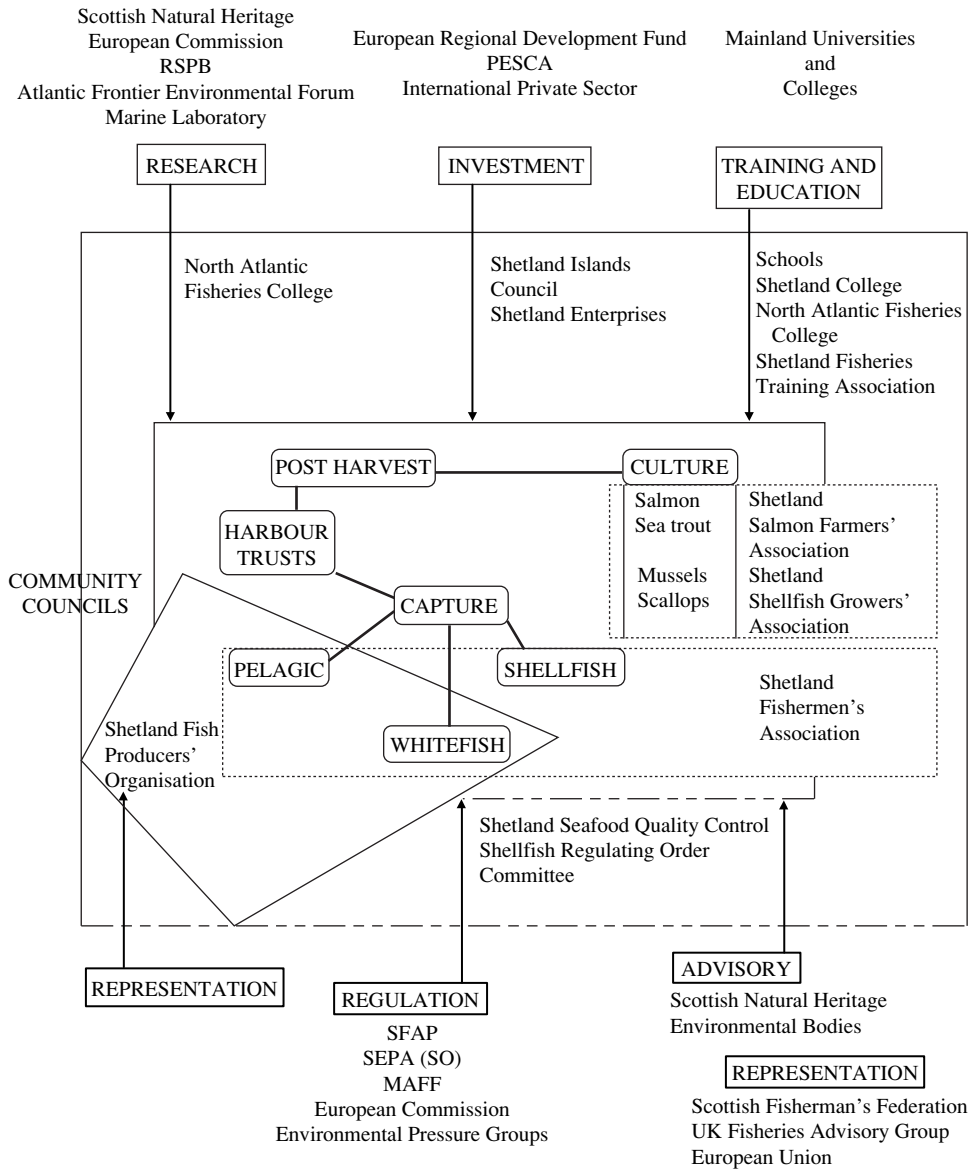 Scottish Natural Heritage
European Commission
RSPB
Atlantic Frontier Environmental Forum
Marine Laboratory
European Regional Development Fund
PESCA
International Private Sector
Mainland Universities
and
Colleges
RESEARCH
INVESTMENT
TRAINING AND
EDUCATION
North Atlantic
Fisheries College
Shetland Islands
Council
Shetland Enterprises
Schools
Shetland College
North Atlantic Fisheries
College
Shetland Fisheries
Training Association
POST HARVEST
CULTURE
HARBOUR
TRUSTS
Salmon
Sea trout
Mussels
Scallops
Shetland
Salmon Farmers’
Association
Shetland
Shellfish Growers’
Association
COMMUNITY
COUNCILS
CAPTURE
PELAGIC
SHELLFISH
WHITEFISH
Shetland
Fishermen’s
Association
Shetland Fish
Producers’
Organisation
Shetland Seafood Quality Control
Shellfish Regulating Order
Committee
REPRESENTATION
REGULATION
SFAP
SEPA (SO)
MAFF
European Commission
Environmental Pressure Groups
ADVISORY
Scottish Natural Heritage
Environmental Bodies
REPRESENTATION
Scottish Fisherman’s Federation
UK Fisheries Advisory Group
European Union